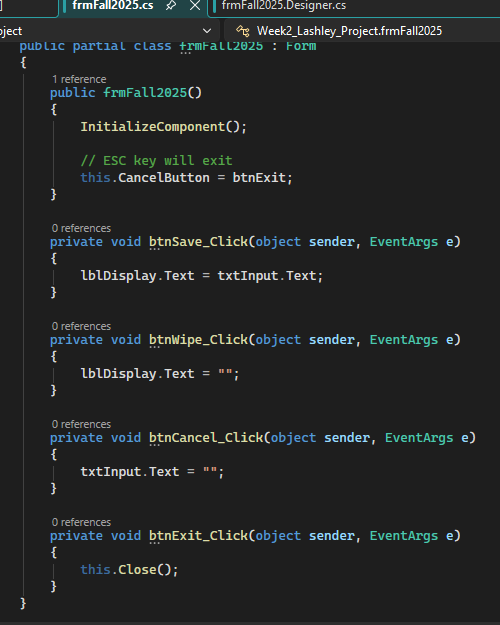 ]
frmFall2025.cs
frmFall2025.Designer.cs
oject
Week2_Lashley_Project.frmFall2025
public partial class frmFall2025 : Form
{
1 reference
public frmFall2025()
{
InitializeComponent();
// ESC key will exit
this.CancelButton = btnExit;
}
0 references
private void btnSave_Click(object sender, EventArgs e)
{
lblDisplay.Text = txtInput.Text;
}
0 references
private void btnWipe_Click(object sender, EventArgs e)
{
lblDisplay.Text = "";
}
0 references
private void btnCancel_Click(object sender, EventArgs e)
{
txtInput.Text = "";
}
0 references
private void btnExit_Click(object sender, EventArgs e)
{
this.Close();
}
}